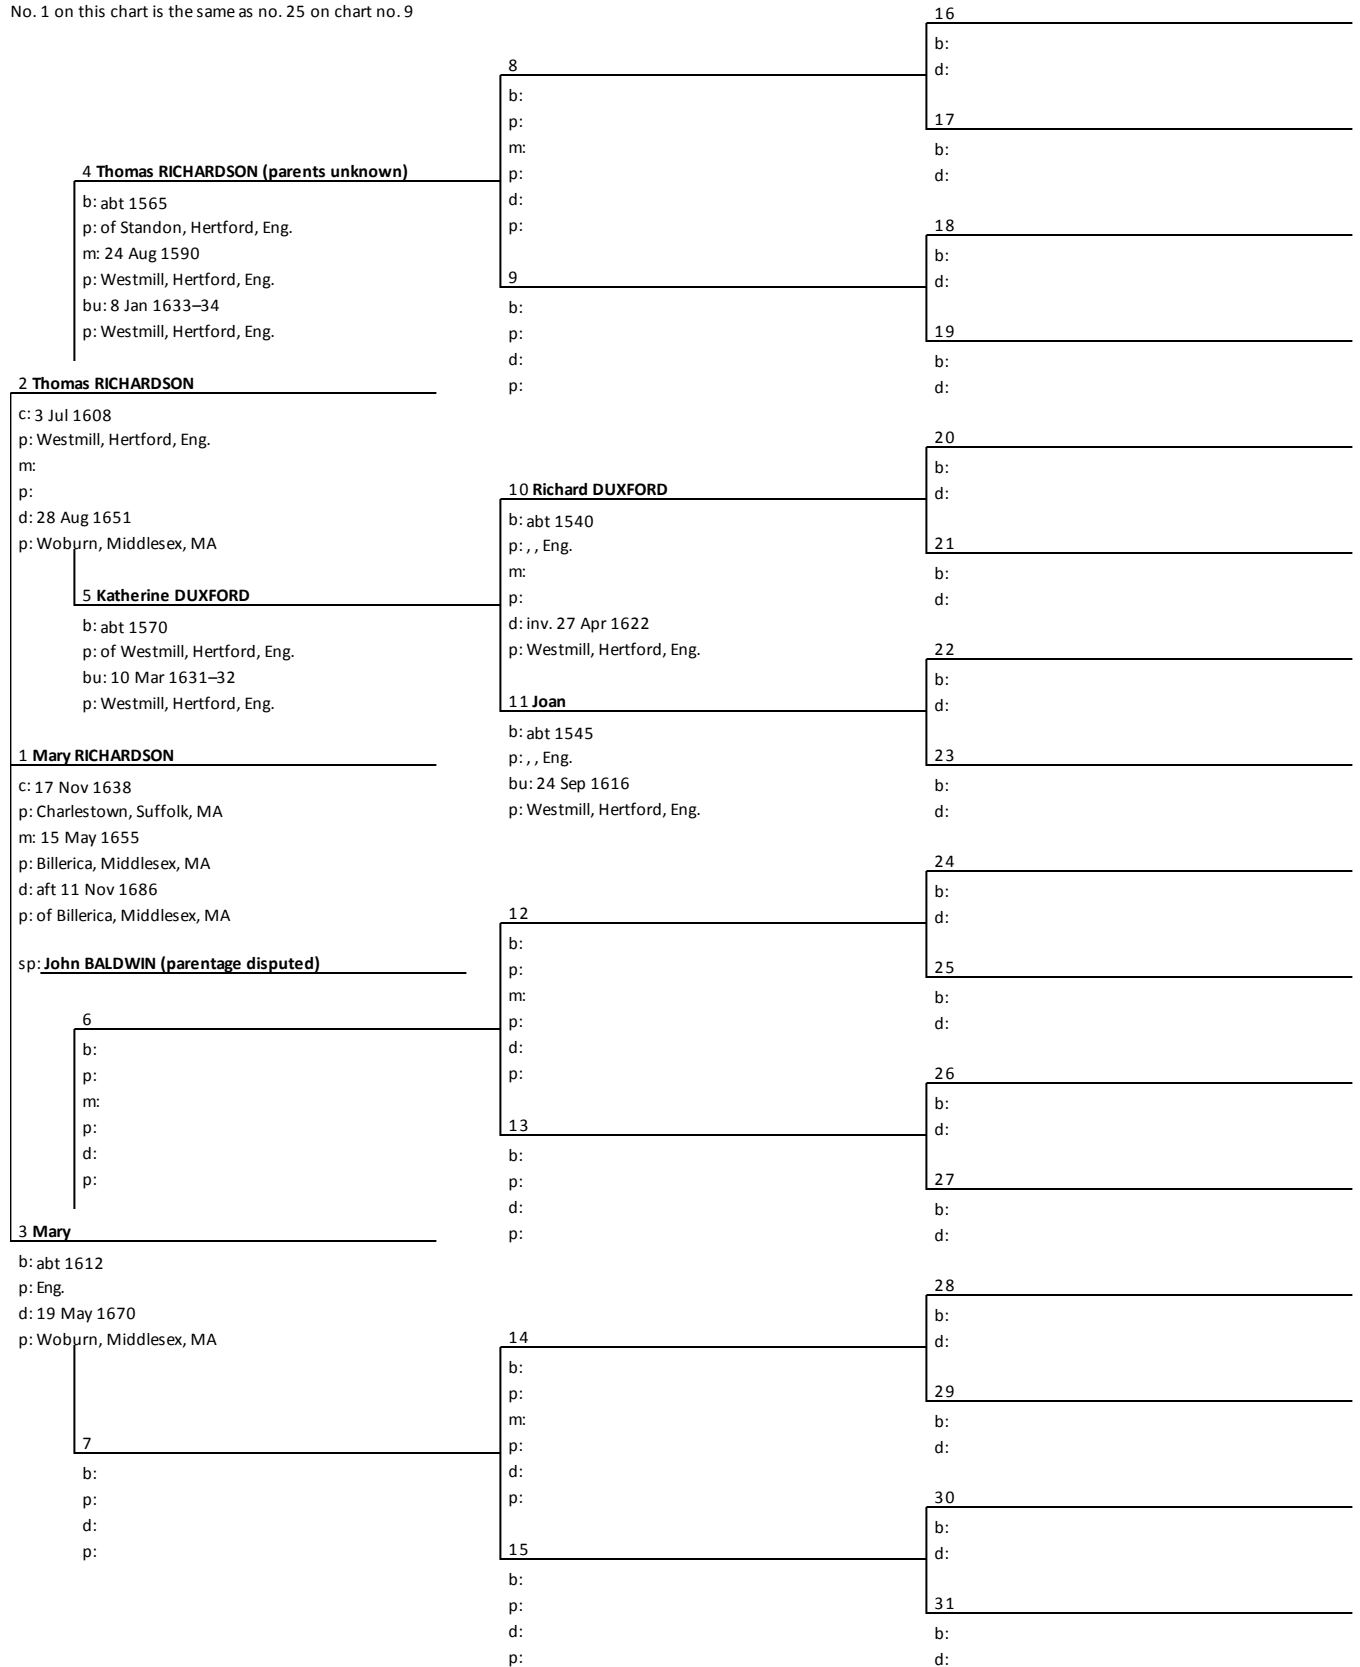 No. 1 on this chart is the same as no. 25 on chart no. 9
16
b:
d:
8
b:
p:
m:
p:
d:
p:
17
b:
d:
4 Thomas RICHARDSON (parents unknown)
b: abt 1565
p: of Standon, Hertford, Eng.
m: 24 Aug 1590
p: Westmill, Hertford, Eng.
bu: 8 Jan 1633–34
p: Westmill, Hertford, Eng.
18
b:
d:
9
b:
p:
d:
p:
19
b:
d:
2 Thomas RICHARDSON
c: 3 Jul 1608
p: Westmill, Hertford, Eng.
m:
p:
d: 28 Aug 1651
p: Woburn, Middlesex, MA
20
b:
d:
10 Richard DUXFORD
b: abt 1540
p: , , Eng.
m:
p:
d: inv. 27 Apr 1622
p: Westmill, Hertford, Eng.
21
b:
d:
5 Katherine DUXFORD
b: abt 1570
p: of Westmill, Hertford, Eng.
bu: 10 Mar 1631–32
p: Westmill, Hertford, Eng.
22
b:
d:
11 Joan
b: abt 1545
p: , , Eng.
bu: 24 Sep 1616
p: Westmill, Hertford, Eng.
23
b:
d:
1 Mary RICHARDSON
c: 17 Nov 1638
p: Charlestown, Suffolk, MA
m: 15 May 1655
p: Billerica, Middlesex, MA
d: aft 11 Nov 1686
p: of Billerica, Middlesex, MA
sp: John BALDWIN (parentage disputed)
24
b:
d:
12
b:
p:
m:
p:
d:
p:
25
b:
d:
6
b:
p:
m:
p:
d:
p:
26
b:
d:
13
b:
p:
d:
p:
27
b:
d:
3 Mary
b: abt 1612
p: Eng.
d: 19 May 1670
p: Woburn, Middlesex, MA
28
b:
d:
14
b:
p:
m:
p:
d:
p:
29
b:
d:
7
b:
p:
d:
p:
30
b:
d:
15
b:
p:
d:
p:
31
b:
d: